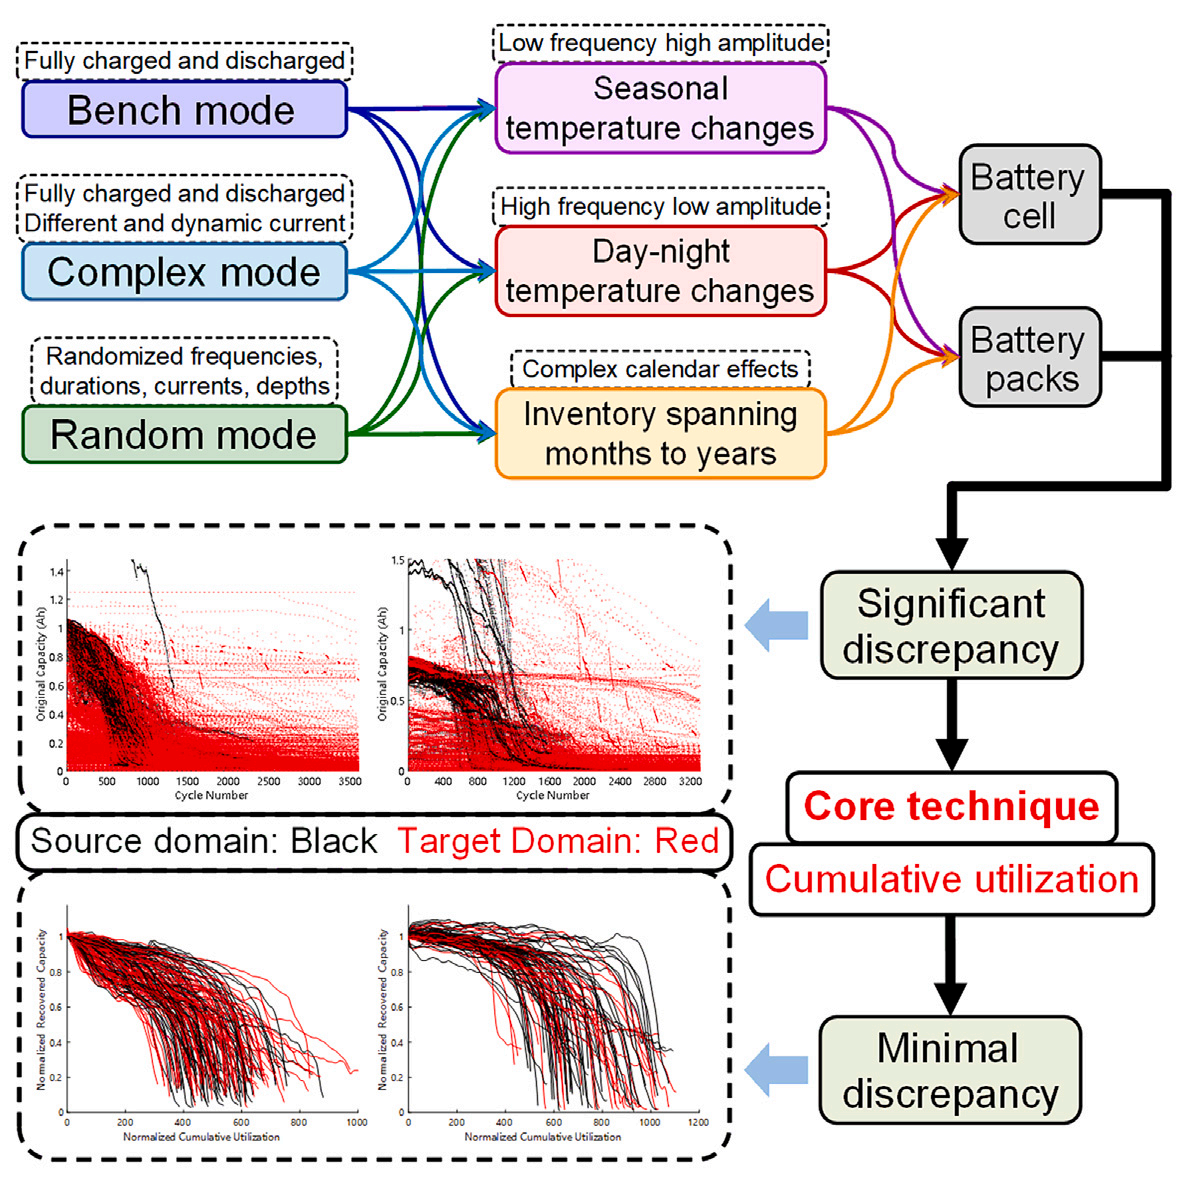 Fully charged and discharged
Bench mode
Fully charged and discharged
Different and dynamic current
Complex mode
Randomized frequencies,
durations, currents, depths
Random mode
Low frequency high amplitude
Seasonal
temperature changes
High frequency low amplitude
Day-night
temperature changes
Complex calendar effects
Inventory spanning
months to years
Battery
cell
Battery
packs
Significant
discrepancy
Core technique
Cumulative utilization
Minimal
discrepancy
Original Capacity (Ah)
1.4
1.2
1
0.8
0.6
0.4
0.2
0
0 500 1000 1500 2000 2500 3000 3500
Cycle Number
Original Capacity (Ah)
1.5
1
0.5
0
0 400 800 1200 1600 2000 2400 2800 3200
Cycle Number
Source domain: Black Target Domain: Red
Normalized Recovered Capacity
1
0.8
0.6
0.4
0.2
0
0 200 400 600 800 1000
Normalized Cumulative Utilization
Normalized Recovered Capacity
1
0.8
0.6
0.4
0.2
0
0 200 400 600 800 1000 1200
Normalized Cumulative Utilization